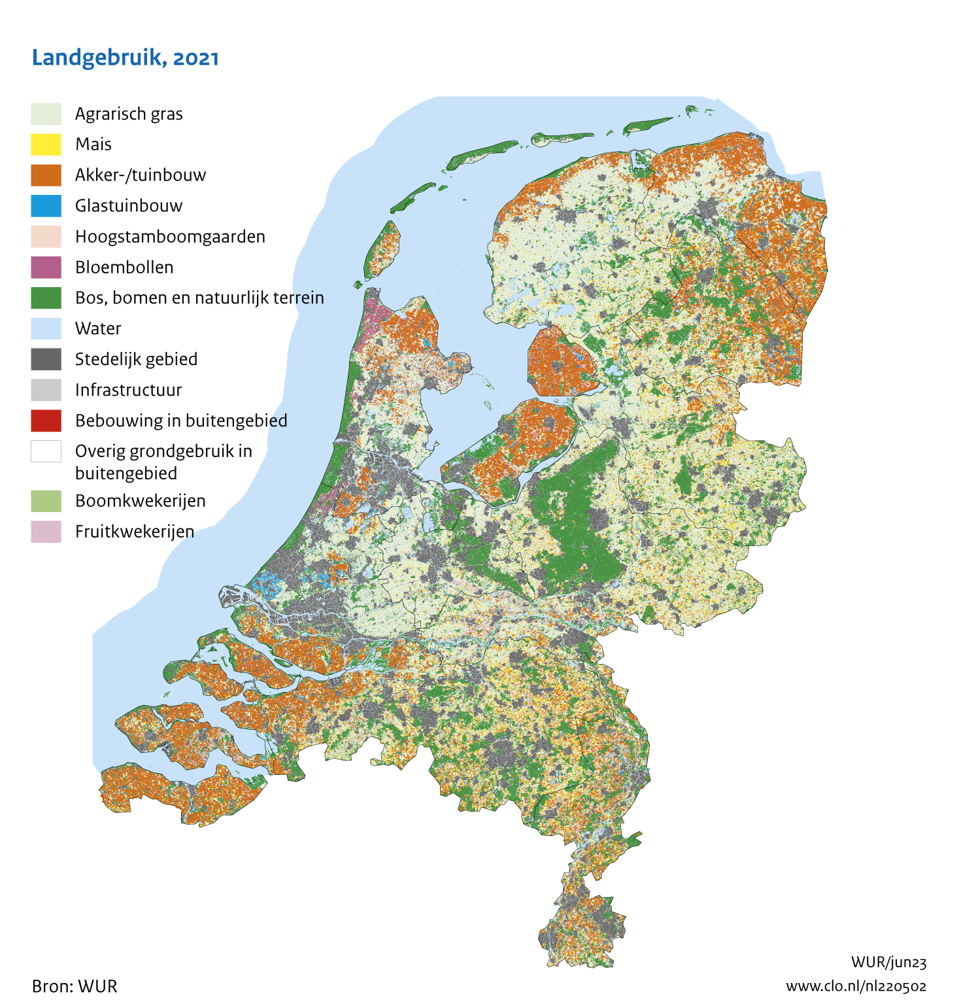 Landgebruik, 2021
Agrarisch gras
Mais
Akker-/tuinbouw
Glastuinbouw
Hoogstamboomgaarden
Bloembollen
Bos, bomen en natuurlijk terrein
Water
Stedelijk gebied
Infrastructuur
Bebouwing in buitengebied
Overig grondgebruik in
buitengebied
Boomkwekerijen
Fruitkwekerijen
WUR/jun23
Bron: WUR
www.clo.nl/nl220502